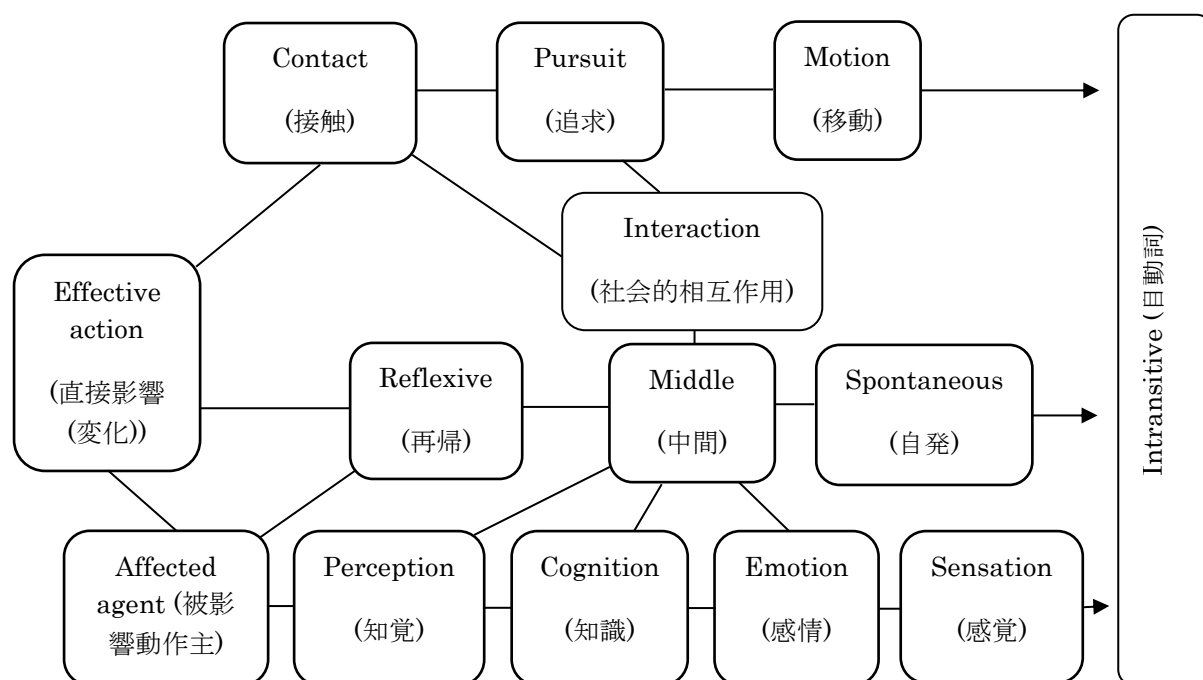 Contact
(接触)
Pursuit
(追求)
Motion
(移動)
Interaction
(社会的相互作用)
Effective
action
(直接影響
(変化))
Reflexive
(再帰)
Middle
(中間)
Spontaneous
(自発)
Affected
agent (被影
響動作主)
Perception
(知覚)
Cognition
(知識)
Emotion
(感情)
Sensation
(感覚)
Intransitive (自動詞)